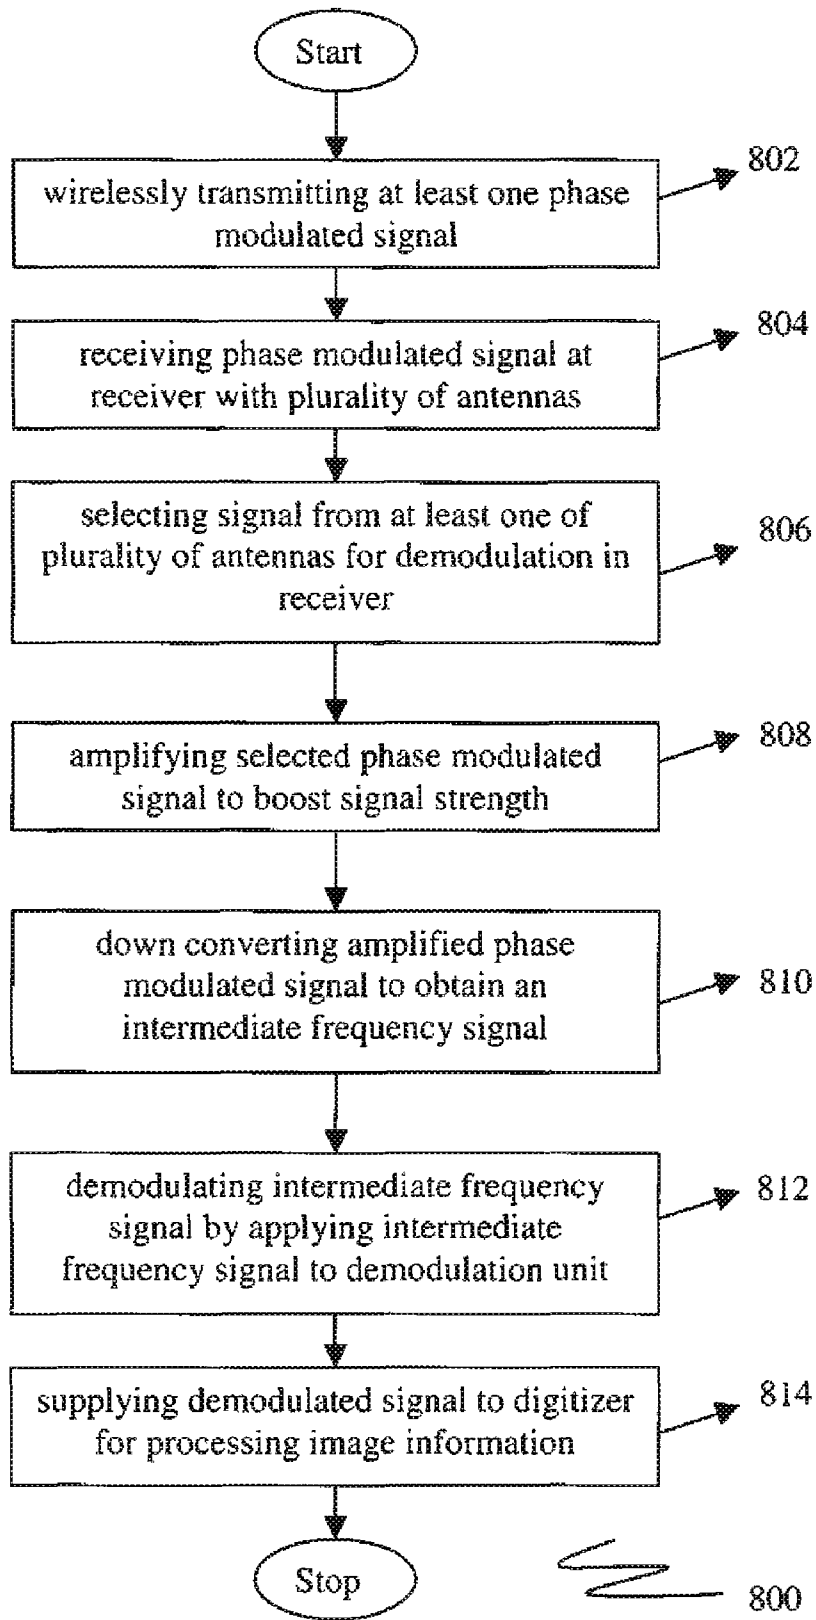 Start
802
wirelessly transmitting at least one phase
modulated signal
804
receiving phase modulated signal at
receiver with plurality of antennas
selecting signal from at least one of
806
plurality of antennas for demodulation in
receiver
808
amplifying selected phase modulated
signal to boost signal strength
down converting amplified phase
810
modulated signal to obtain an
intermediate frequency signal
demodulating intermediate frequency
812
signal by applying intermediate
frequency signal to demodulation unit
814
supplying demodulated signal to digitizer
for processing image information
Stop
800